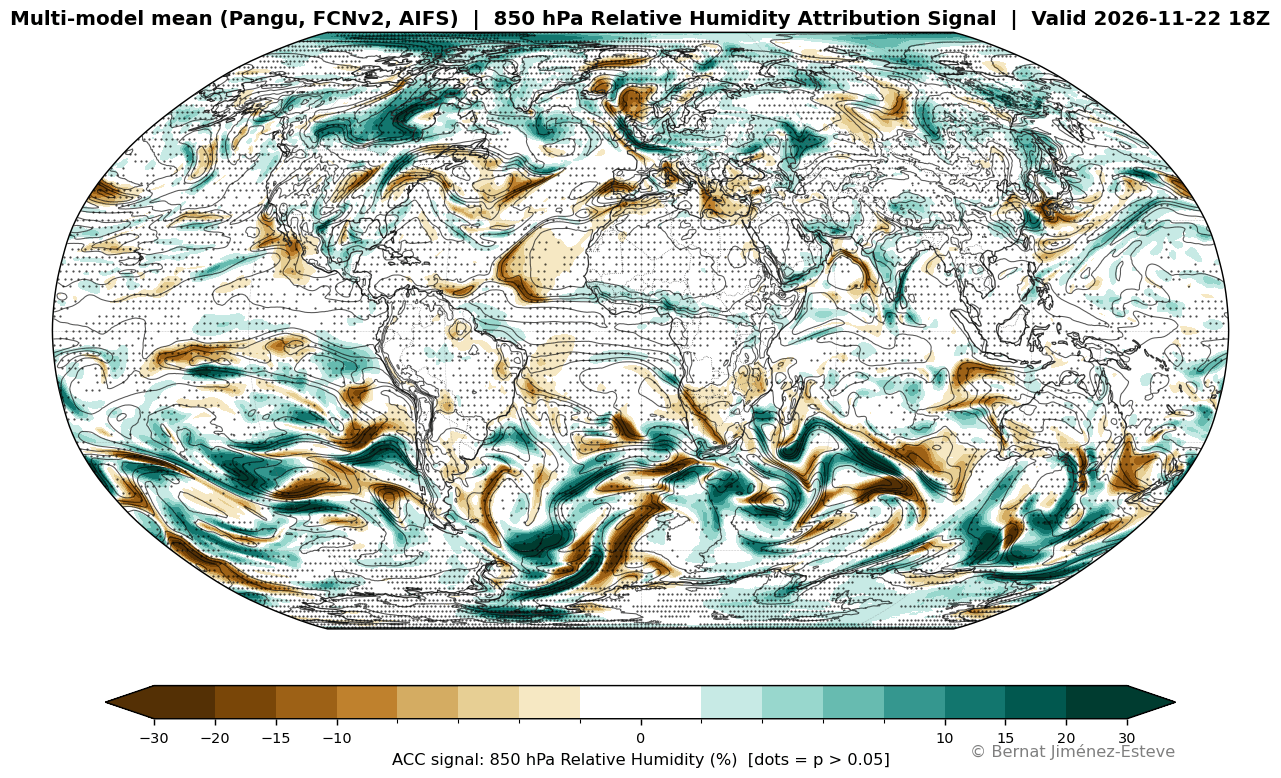 Multi-model mean (Pangu, FCNv2, AIFS)  |  850 hPa Relative Humidity Attribution Signal  |  Valid 2026-11-22 18Z
−30 −20 −15 −10 0 10 15 20 30
ACC signal: 850 hPa Relative Humidity (%)  [dots = p > 0.05]
© Bernat Jiménez-Esteve